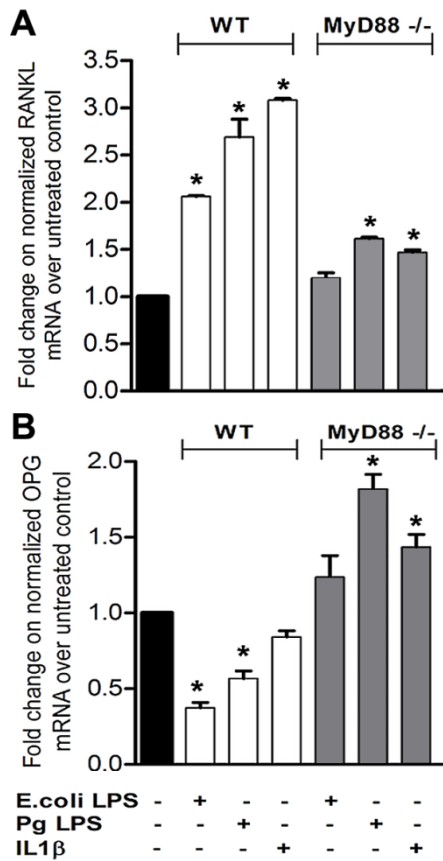 A
WT MyD88 -/-
Fold change on normalized RANKL
mRNA over untreated control
3.5
3.0
2.5
2.0
1.5
1.0
0.5
0.0
* * * * *
B
WT MyD88 -/-
Fold change on normalized OPG
mRNA over untreated control
2.0
1.5
1.0
0.5
0.0
* * * *
E.coli LPS - + - - + - -
Pg LPS - - + - - + -
IL1β - - - + - - +